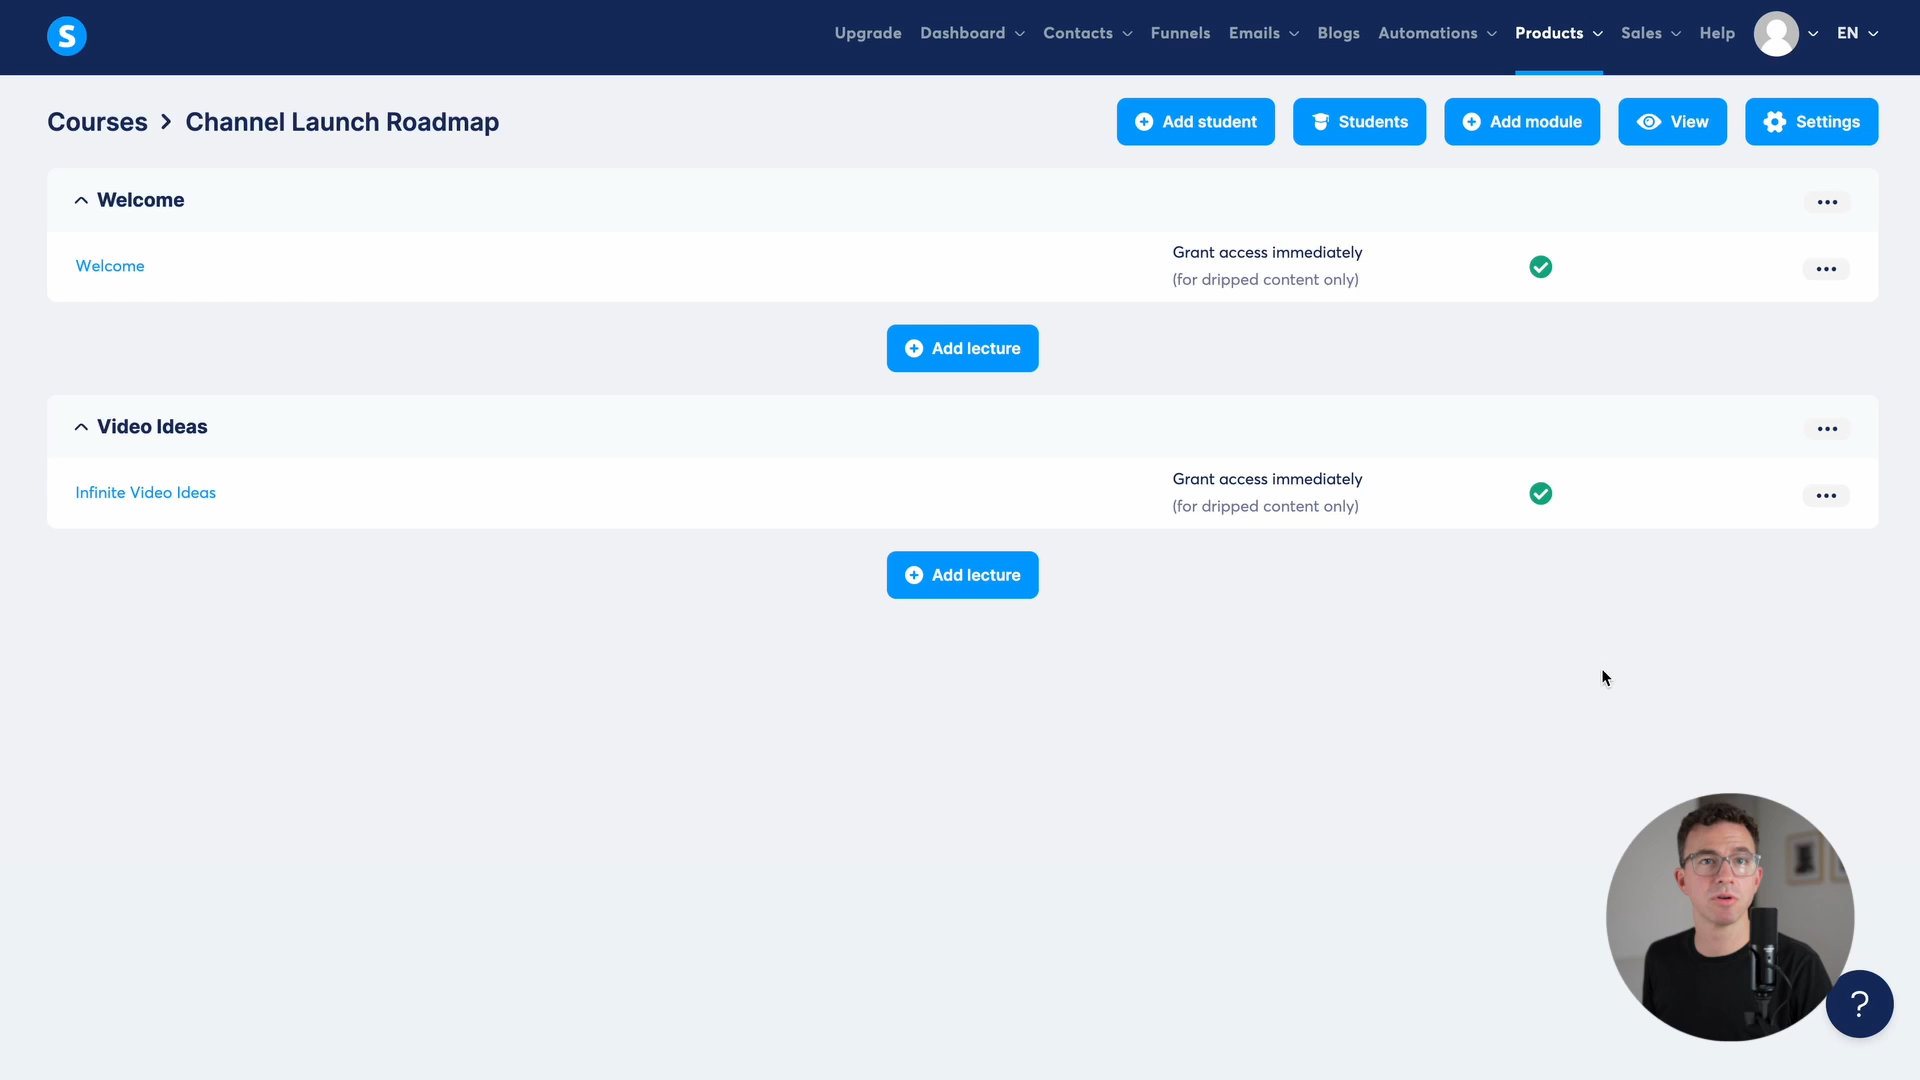 S
Upgrade Dashboard Contacts Funnels Emails Blogs Automations Products Sales Help EN
Courses > Channel Launch Roadmap
Add student
Students
Add module
View
Settings
Welcome
Welcome
Grant access immediately
(for dripped content only)
Add lecture
Video Ideas
Infinite Video Ideas
Grant access immediately
(for dripped content only)
Add lecture
?